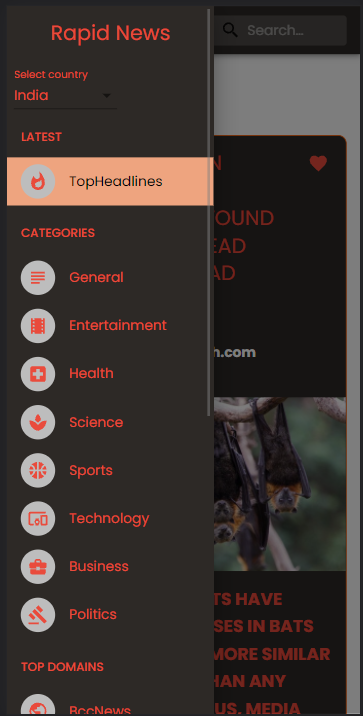 Rapid News
Search...
Select country
India
LATEST
TopHeadlines
CATEGORIES
General
Entertainment
Health
Science
Sports
Technology
Business
Politics
TOP DOMAINS
BccNews
OUND
EAD
AD
.com
TS HAVE
SES IN BATS
MORE SIMILAR
HAN ANY
US, MEDIA